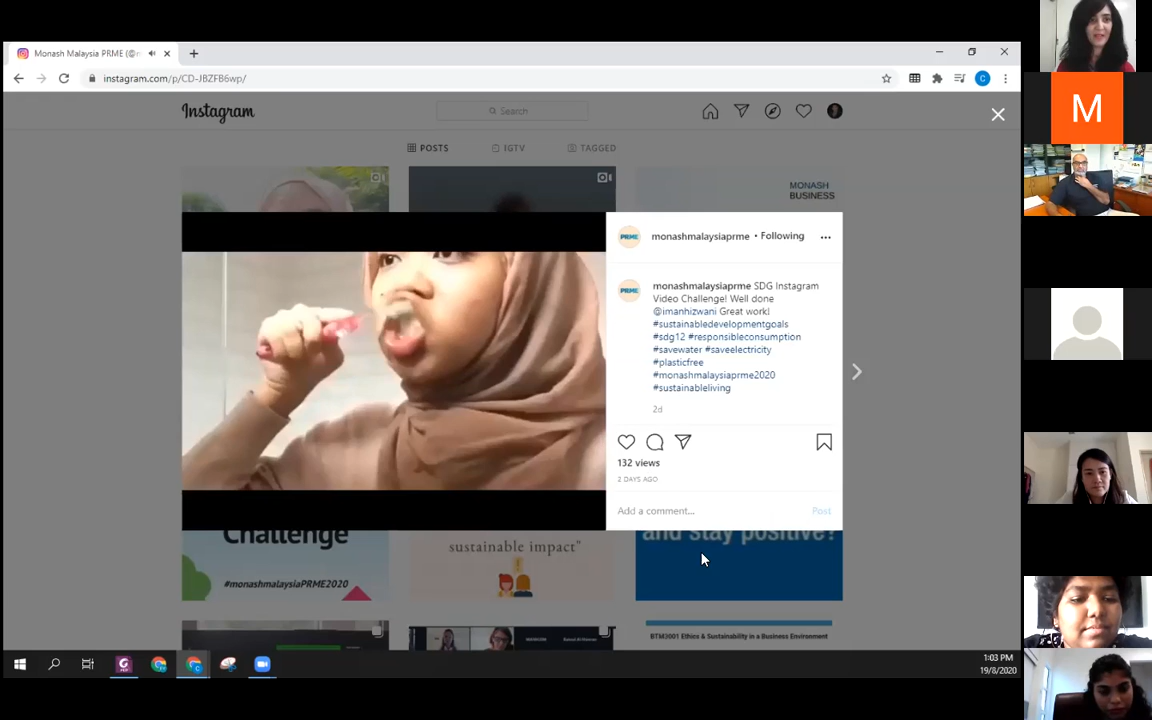 Monash Malaysia PRME (@m
instagram.com/p/CD-JBZFB6wp/
C
Instagram
Search
POSTS
IGTV
TAGGED
MONASH
BUSINESS
PRME
monashmalaysiaprme • Following
PRME
monashmalaysiaprme SDG Instagram
Video Challenge! Well done
@imanhizwani Great work!
#sustainabledevelopmentgoals
#sdg12 #responsibleconsumption
#savewater #saveelectricity
#plasticfree
#monashmalaysiaprme2020
#sustainableliving
2d
132 views
2 DAYS AGO
Add a comment...
Post
Challenge
#monashmalaysiaPRME2020
sustainable impact"
and stay positive?
BTM3001 Ethics & Sustainability in a Business Environment
1:03 PM
19/8/2020
M